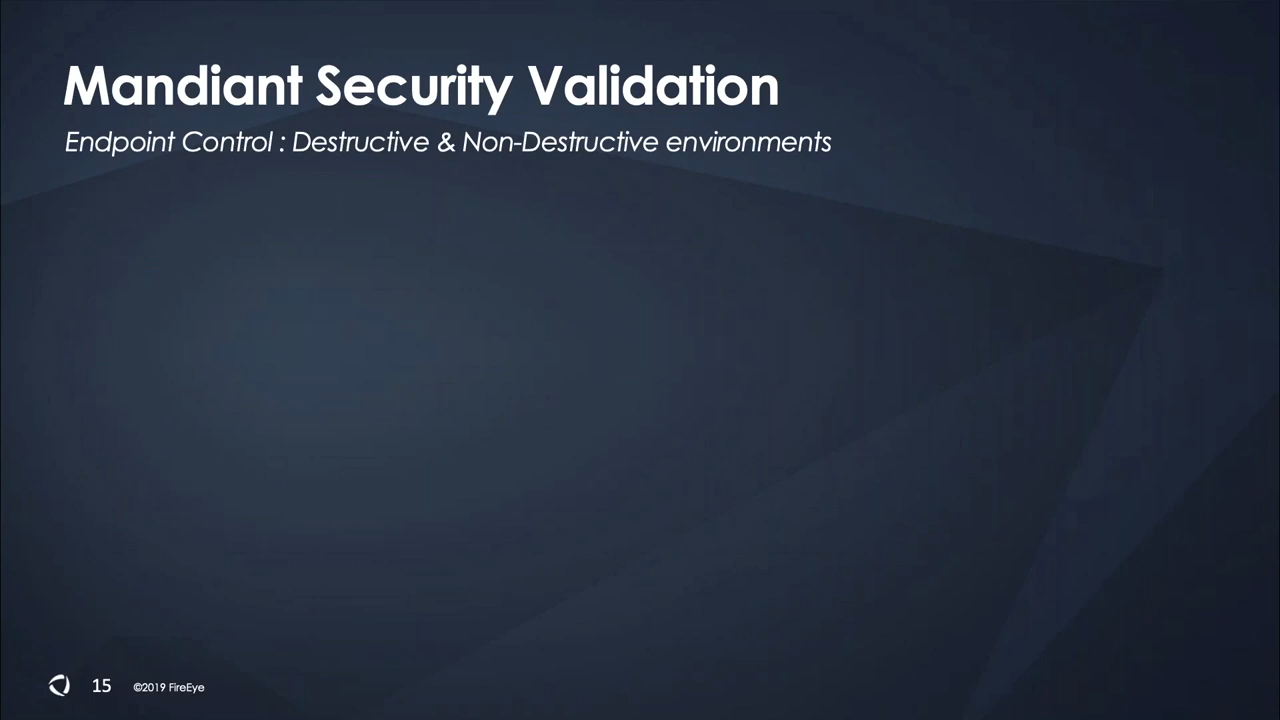 Mandiant Security Validation
Endpoint Control : Destructive & Non-Destructive environments
15 ©2019 FireEye